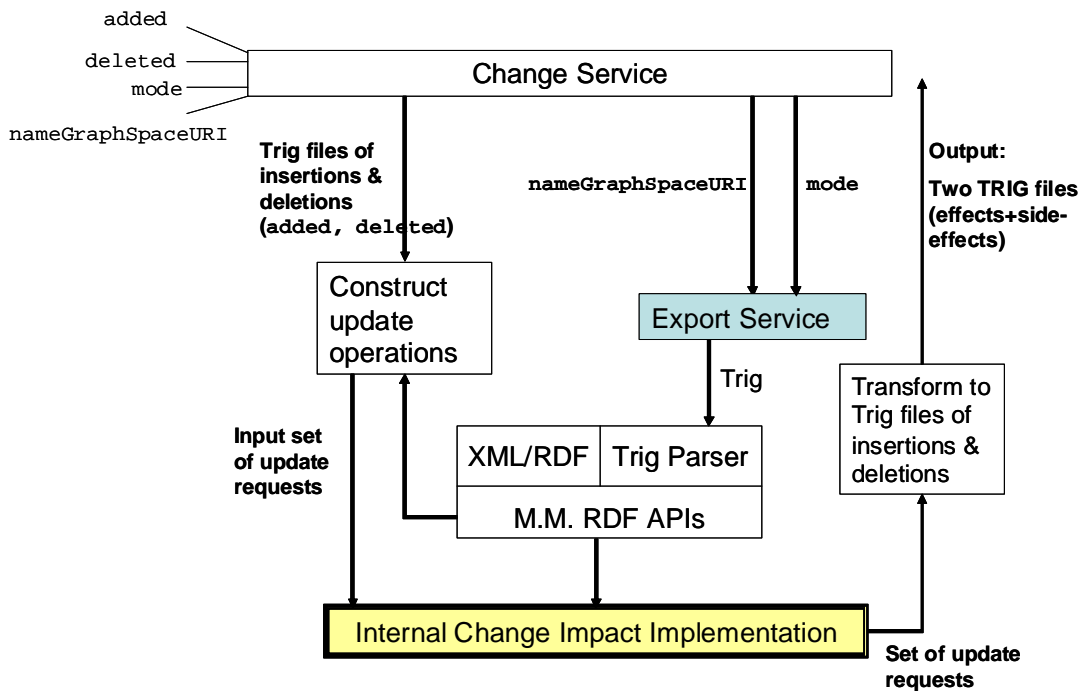 added
deleted
mode
nameGraphSpaceURI
Change Service
Trig files of
insertions &
deletions
(added, deleted)
nameGraphSpaceURI
mode
Output:
Two TRIG files
(effects+side-
effects)
Construct
update
operations
Export Service
Trig
Transform to
Trig files of
insertions &
deletions
Input set
of update
requests
XML/RDF
Trig Parser
M.M. RDF APIs
Internal Change Impact Implementation
Set of update
requests